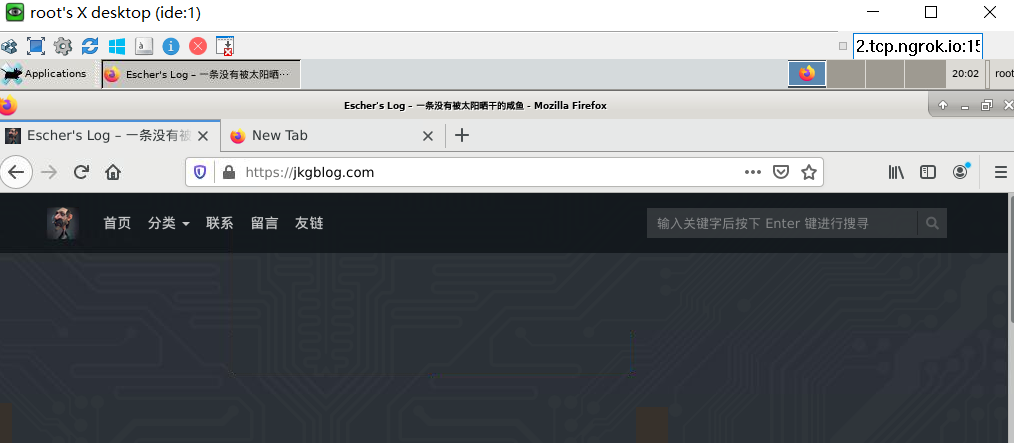 root's X desktop (ide:1)
2.tcp.ngrok.io:15
Applications
Escher's Log – 一条没有被太阳晒…
20:02
root
Escher's Log – 一条没有被太阳晒干的咸鱼 - Mozilla Firefox
Escher's Log – 一条没有被
New Tab
https://jkgblog.com
首页 分类 联系 留言 友链
输入关键字后按下 Enter 键进行搜寻